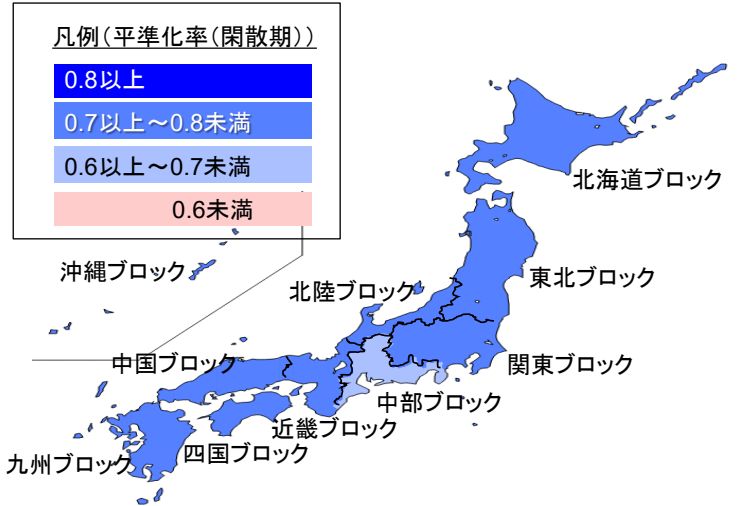 凡例(平準化率(閑散期))
0.8以上
0.7以上～0.8未満
0.6以上～0.7未満
0.6未満
北海道ブロック
沖縄ブロック
東北ブロック
北陸ブロック
中国ブロック
関東ブロック
中部ブロック
近畿ブロック
四国ブロック
九州ブロック